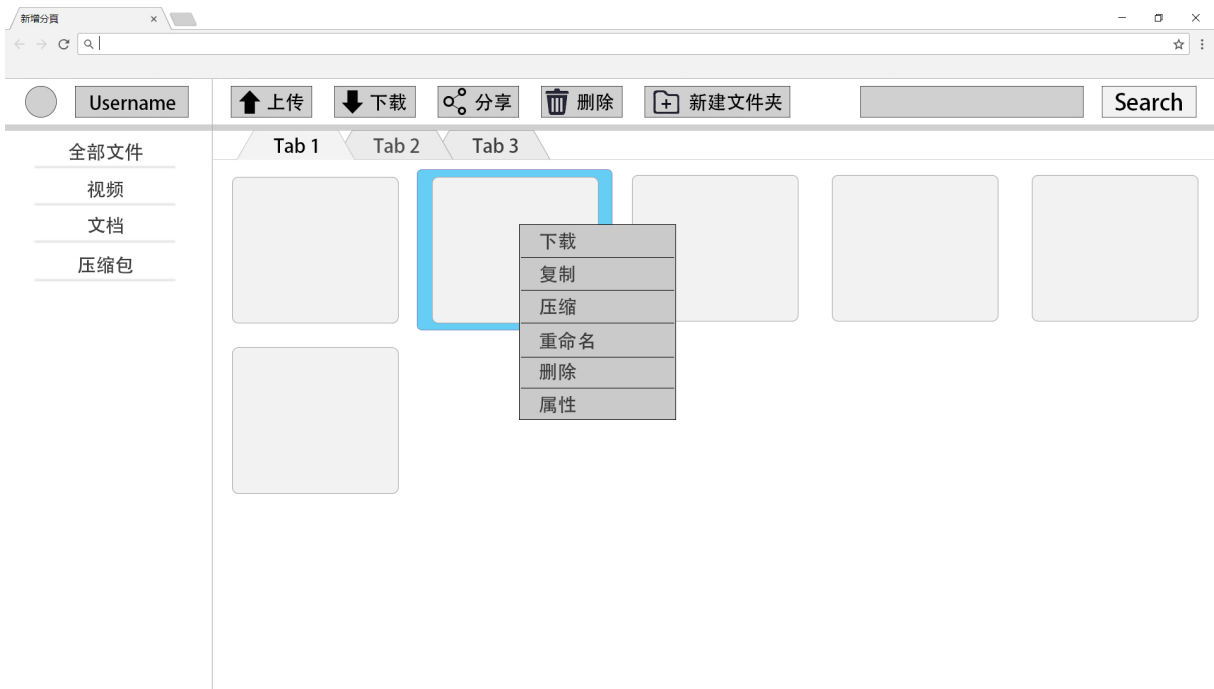 新增分頁
Username
上传
下载
分享
删除
新建文件夹
Search
全部文件
视频
文档
压缩包
Tab 1
Tab 2
Tab 3
下载
复制
压缩
重命名
删除
属性